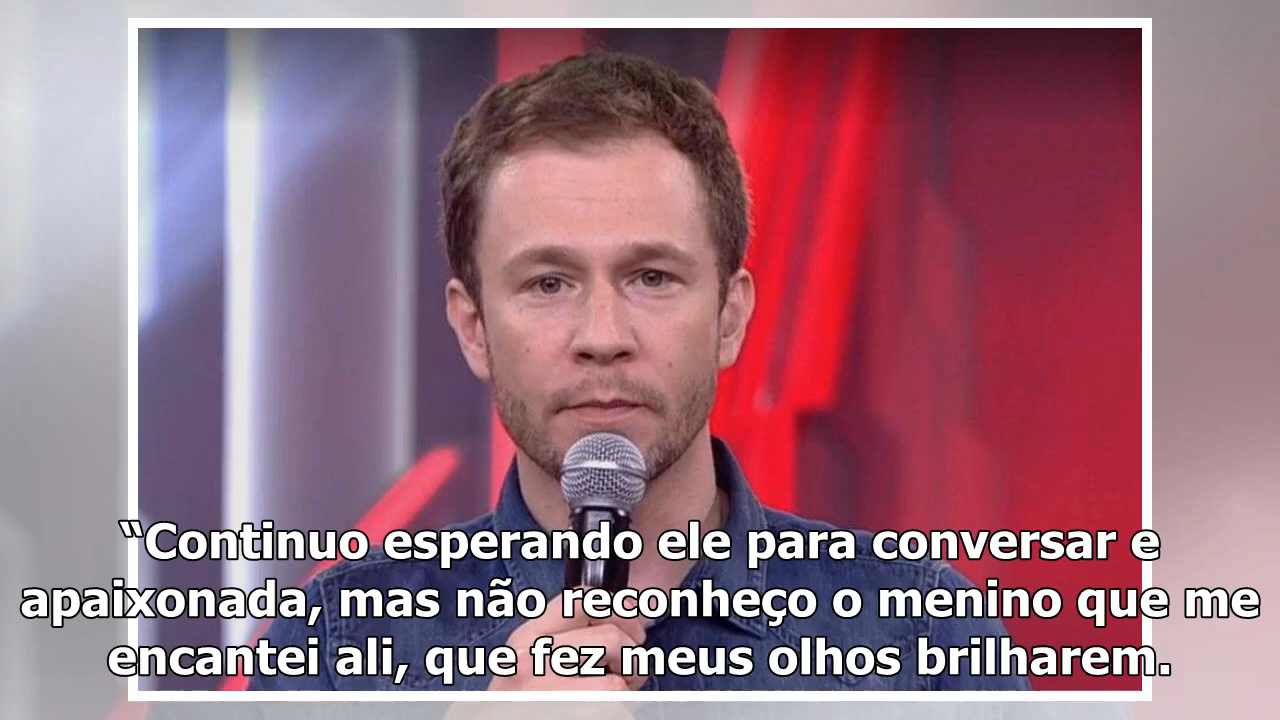 “Continuo esperando ele para conversar e
apaixonada, mas não reconheço o menino que me
encantei ali, que fez meus olhos brilharem.